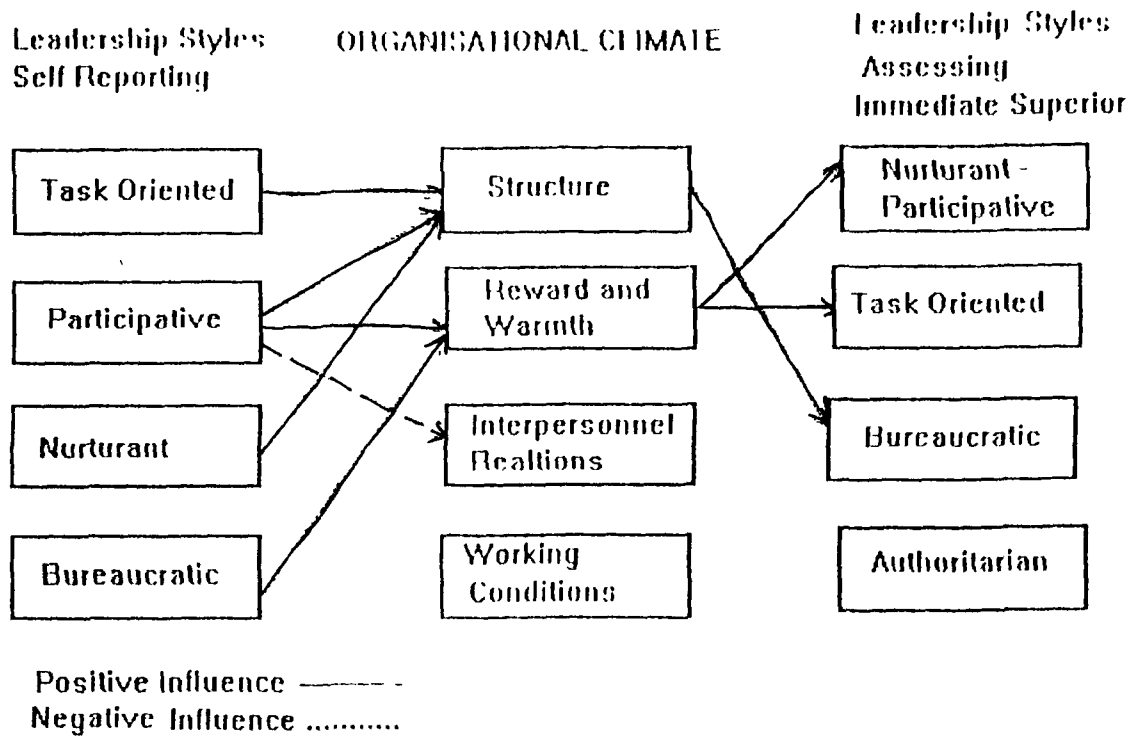 Leadership Styles
Self Reporting
ORGANISATIONAL CLIMATE
Leadership Styles
Assessing
Immediate Superior
Task Oriented
Structure
Nurturant -
Participative
Participative
Reward and
Warmth
Task Oriented
Nurturant
Interpersonnel
Realtions
Bureaucratic
Bureaucratic
Working
Conditions
Authoritarian
Positive Influence
Negative Influence ...........